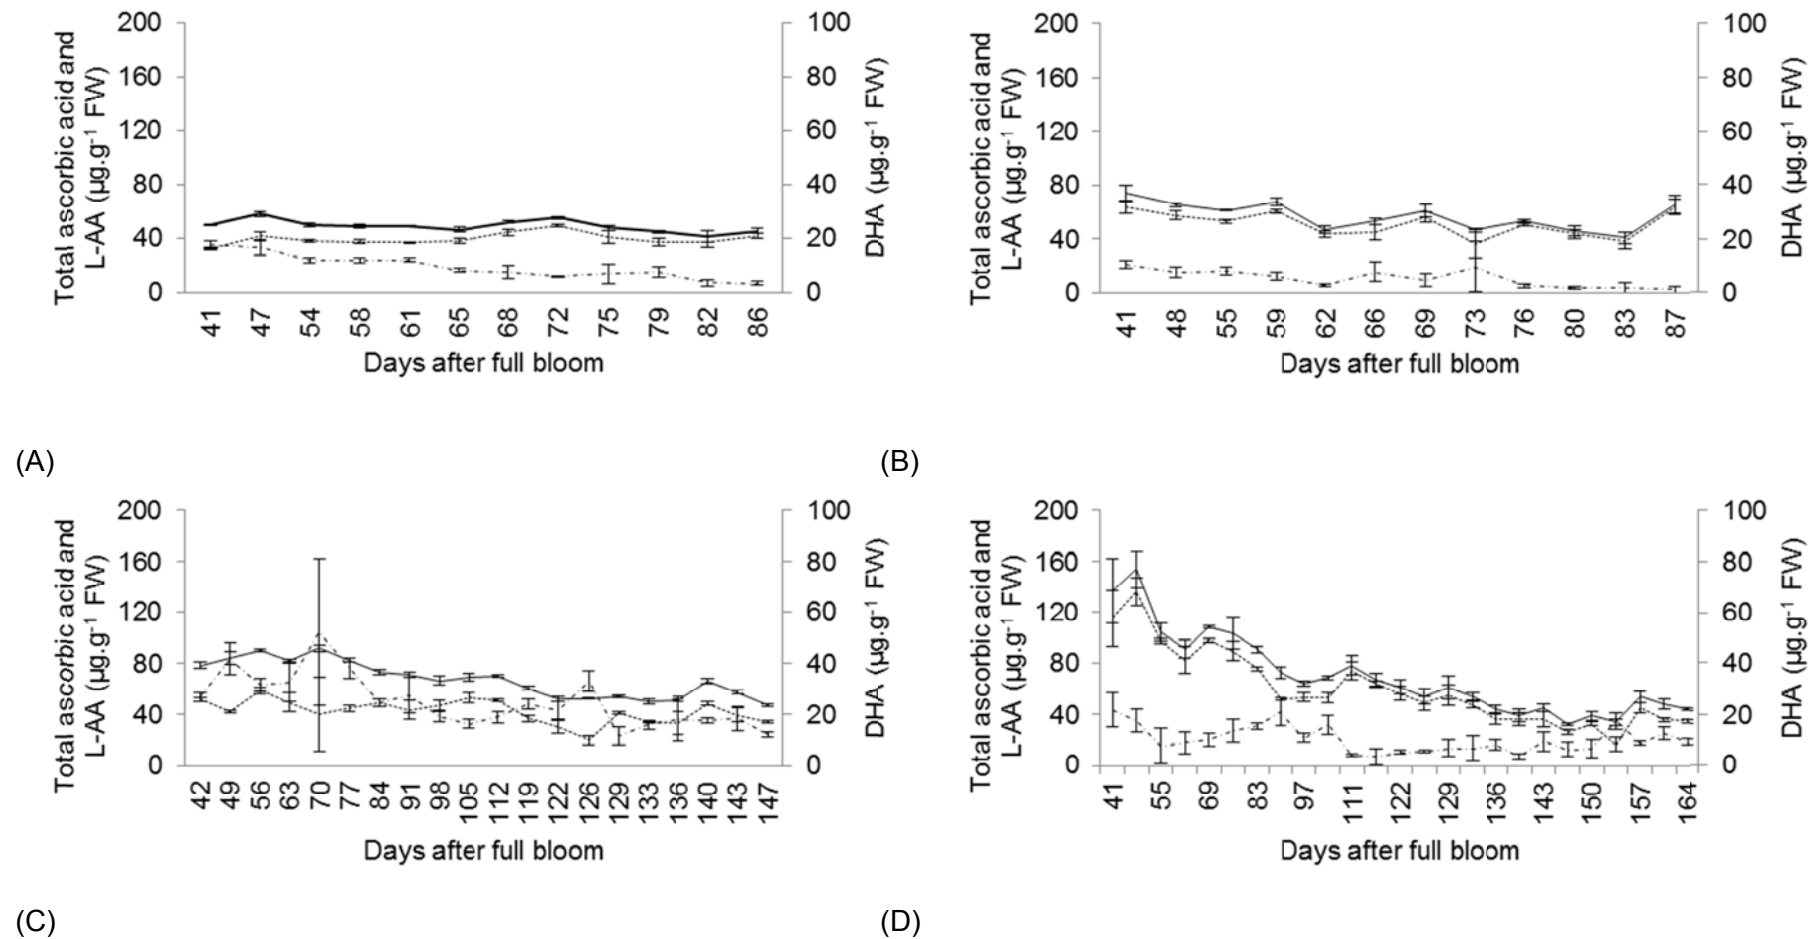 Total ascorbic acid and
L-AA (µg.g-1 FW)
200
160
120
80
40
0
100
80
60
40
20
0
DHA (µg.g-1 FW)
41 47 54 58 61 65 68 72 75 79 82 86
Days after full bloom
(A)
Total ascorbic acid and
L-AA (µg.g-1 FW)
200
160
120
80
40
0
100
80
60
40
20
0
DHA (µg.g-1 FW)
41 48 55 59 62 66 69 73 76 80 83 87
Days after full bloom
(B)
Total ascorbic acid and
L-AA (µg.g-1 FW)
200
160
120
80
40
0
100
80
60
40
20
0
DHA (µg.g-1 FW)
42 49 56 63 70 77 84 91 98 105 112 119 122 126 129 133 136 140 143 147
Days after full bloom
(C)
Total ascorbic acid and
L-AA (µg.g-1 FW)
200
160
120
80
40
0
100
80
60
40
20
0
DHA (µg.g-1 FW)
41 55 69 83 97 111 122 129 136 143 150 157 164
Days after full bloom
(D)